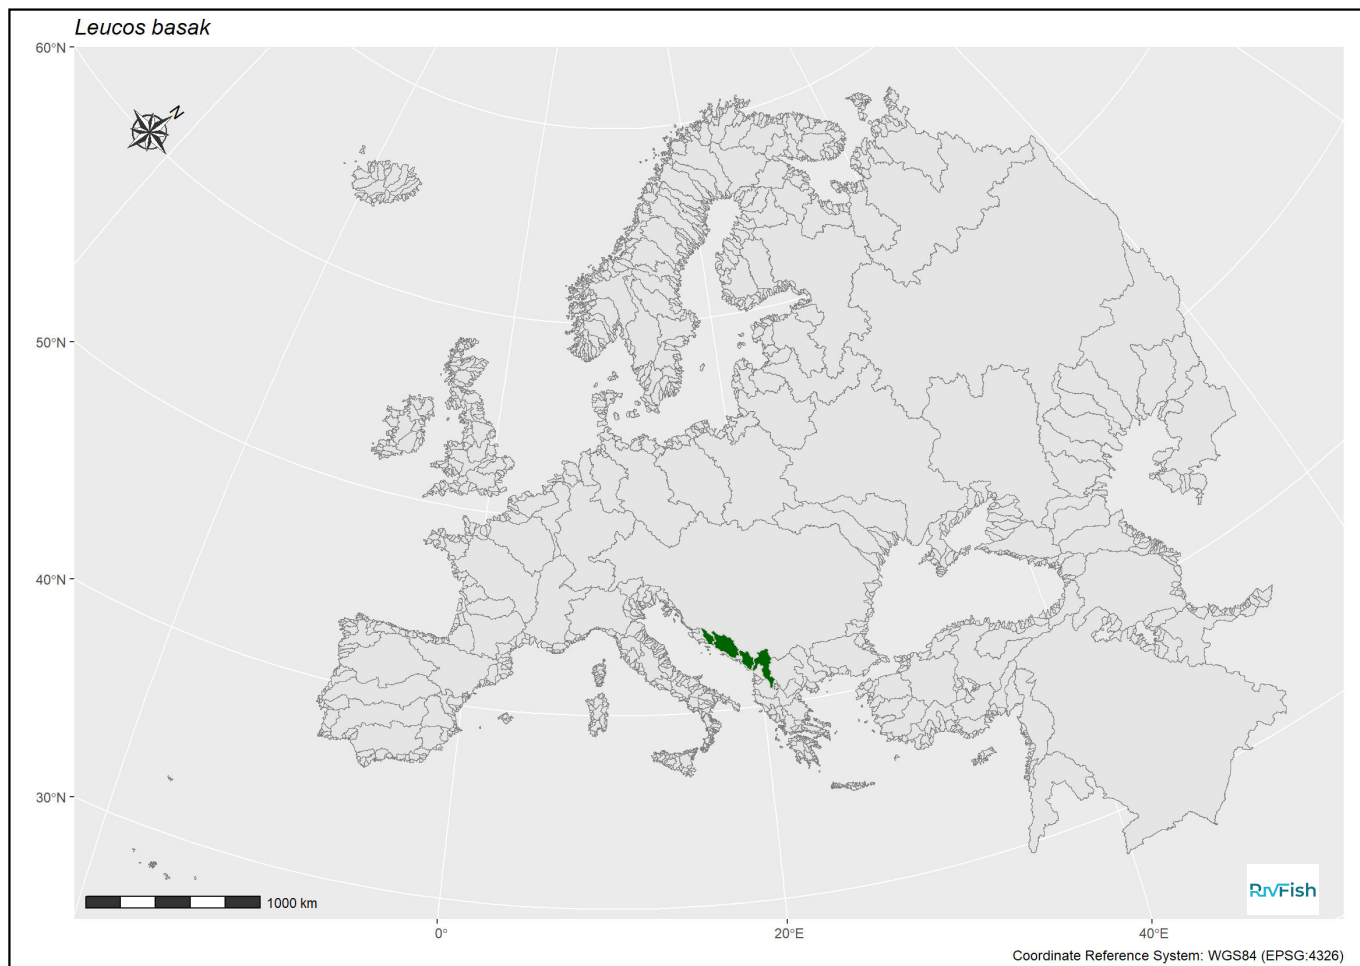 Leucos basak
60°N
N
50°N
40°N
30°N
1000 km
RivFish
0°
20°E
40°E
Coordinate Reference System: WGS84 (EPSG:4326)